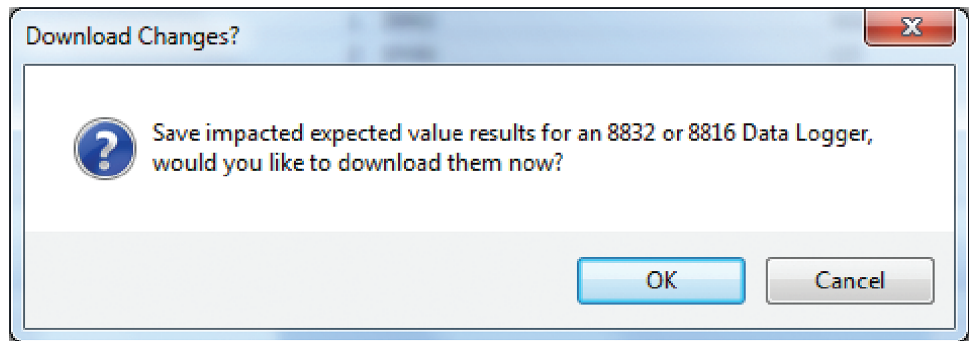 Download Changes?
Save impacted expected value results for an 8832 or 8816 Data Logger,
would you like to download them now?
OK
Cancel